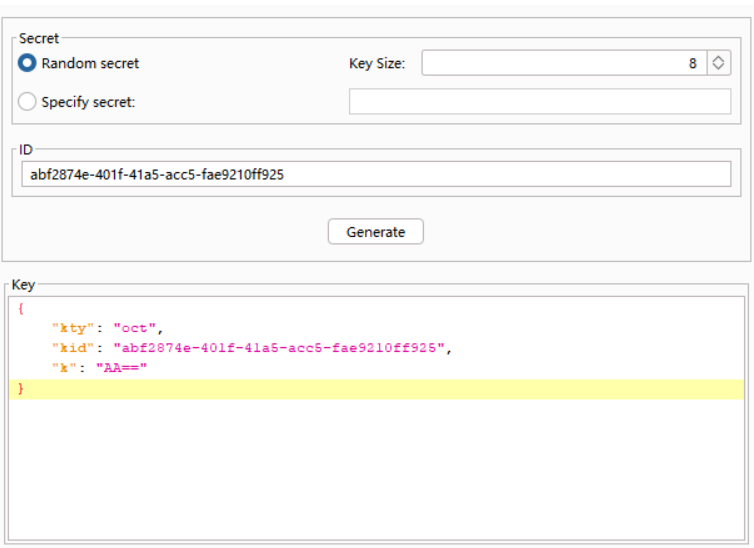 Secret
Random secret Key Size: 8
Specify secret:
ID
abf2874e-401f-41a5-acc5-fae9210ff925
Generate
Key
{
"kty": "oct",
"kid": "abf2874e-401f-41a5-acc5-fae9210ff925",
"k": "AA=="
}